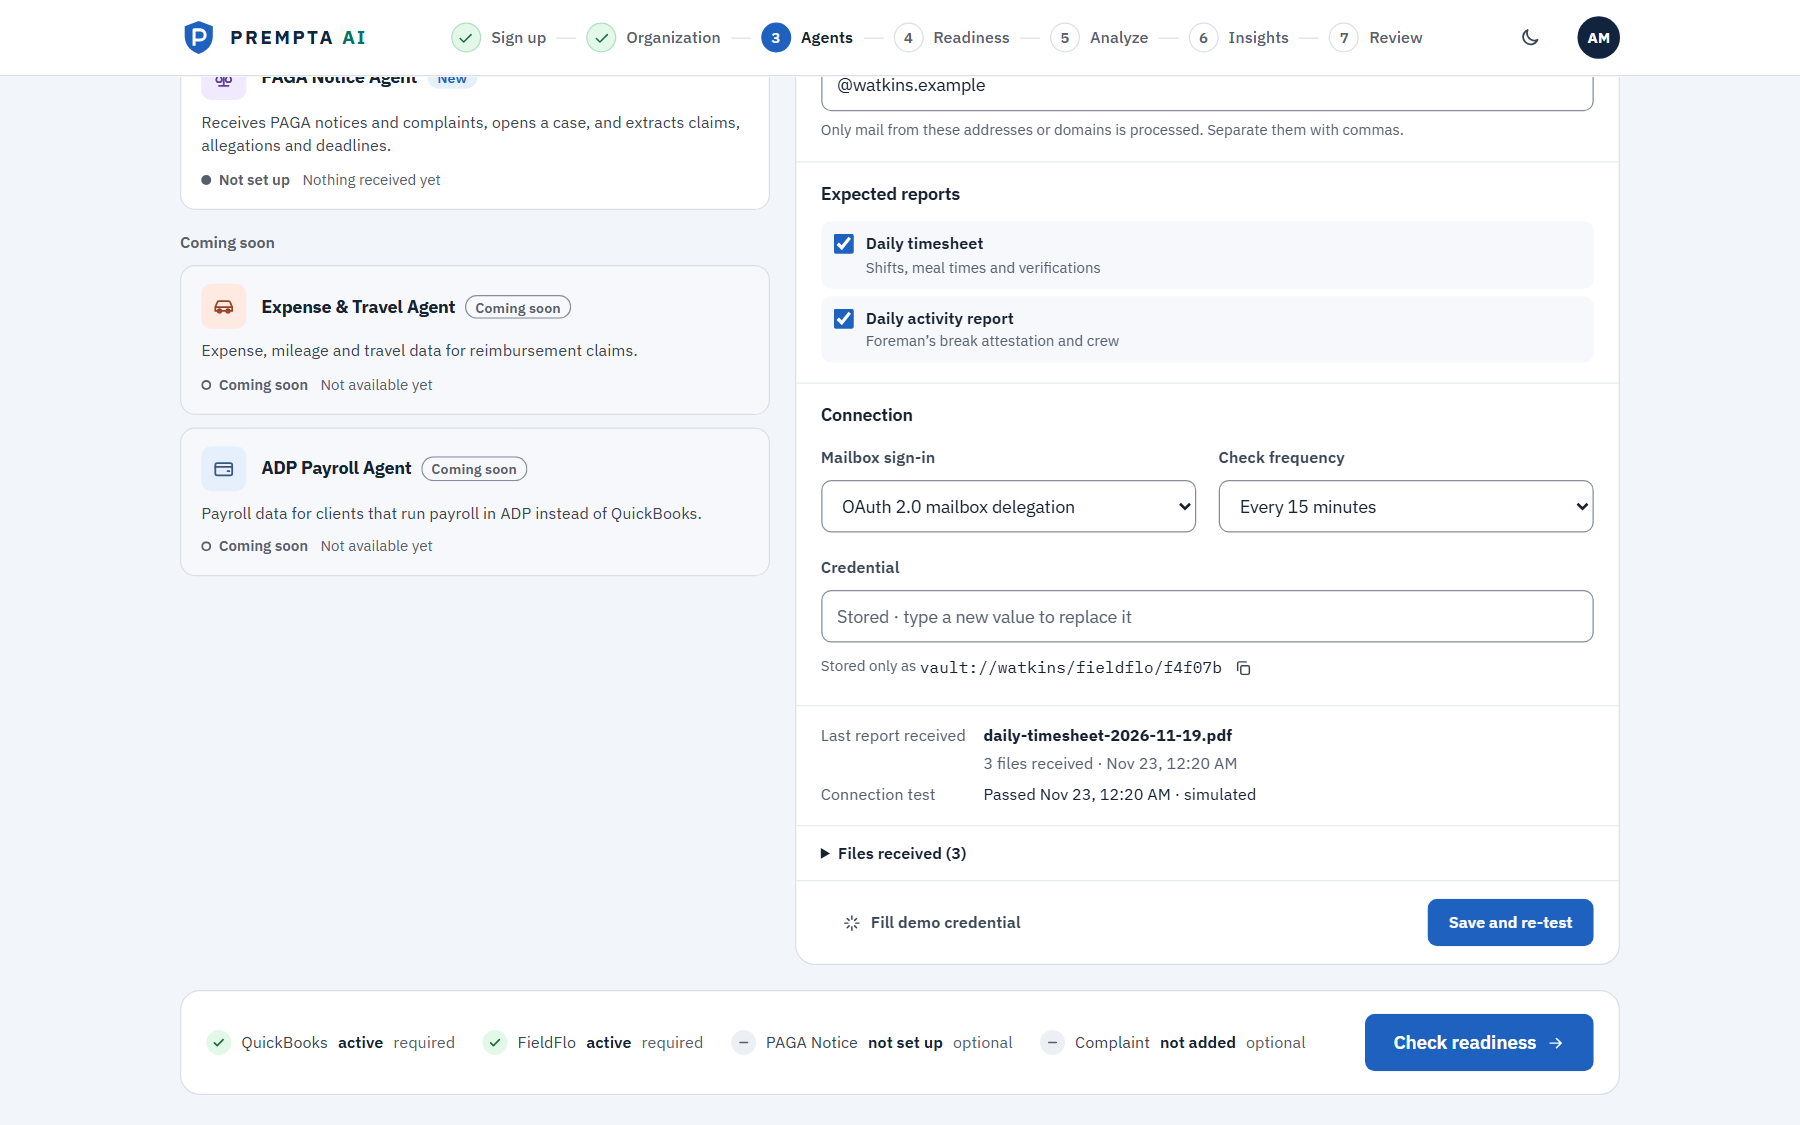 PREMPTA AI
Sign up
Organization
3 Agents
4 Readiness
5 Analyze
6 Insights
7 Review
AM
PAGA Notice Agent New
Receives PAGA notices and complaints, opens a case, and extracts claims,
allegations and deadlines.
Not set up Nothing received yet
Coming soon
Expense & Travel Agent Coming soon
Expense, mileage and travel data for reimbursement claims.
Coming soon Not available yet
ADP Payroll Agent Coming soon
Payroll data for clients that run payroll in ADP instead of QuickBooks.
Coming soon Not available yet
@watkins.example
Only mail from these addresses or domains is processed. Separate them with commas.
Expected reports
Daily timesheet
Shifts, meal times and verifications
Daily activity report
Foreman’s break attestation and crew
Connection
Mailbox sign-in
OAuth 2.0 mailbox delegation
Check frequency
Every 15 minutes
Credential
Stored · type a new value to replace it
Stored only as vault://watkins/fieldflo/f4f07b
Last report received daily-timesheet-2026-11-19.pdf
3 files received · Nov 23, 12:20 AM
Connection test Passed Nov 23, 12:20 AM · simulated
Files received (3)
Fill demo credential
Save and re-test
QuickBooks active required
FieldFlo active required
PAGA Notice not set up optional
Complaint not added optional
Check readiness →